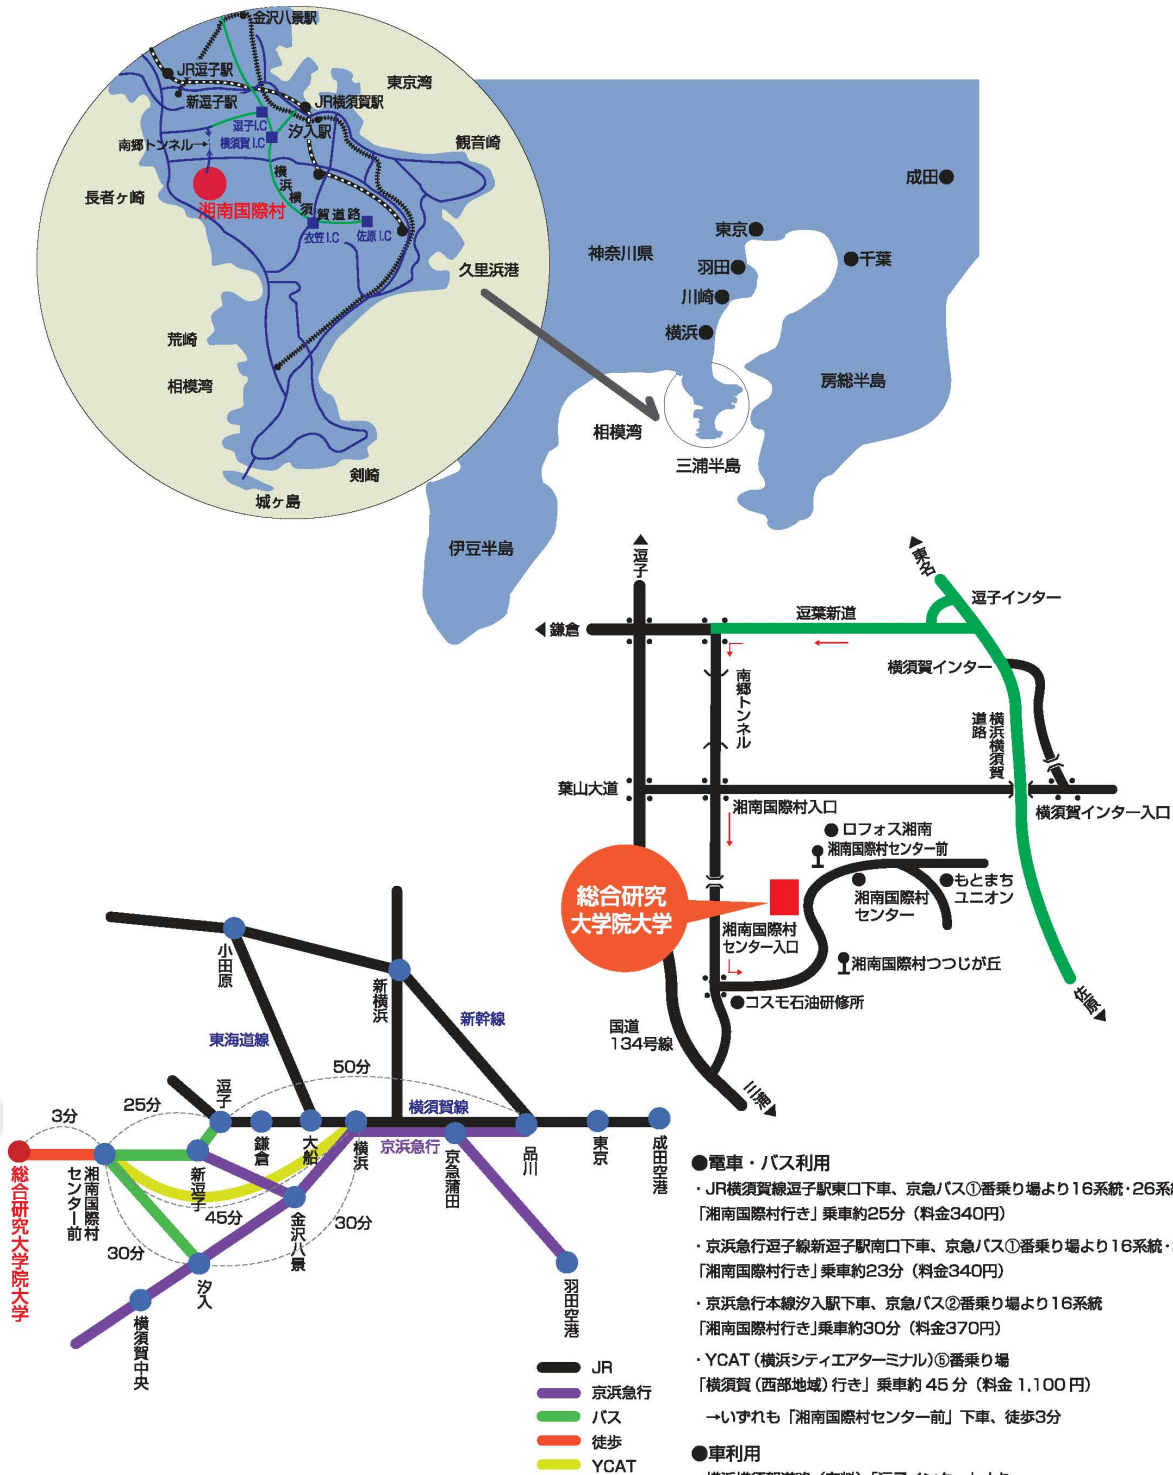 金沢八景駅
JR逗子駅
東京湾
新逗子駅
JR横須賀駅
逗子I.C
汐入駅
南郷トンネル
横須賀I.C
観音崎
長者ヶ崎
湘南国際村
横浜横須賀道路
衣笠I.C
佐原I.C
久里浜港
荒崎
相模湾
剣崎
城ヶ島
成田
東京
神奈川県
羽田
千葉
川崎
横浜
房総半島
相模湾
三浦半島
伊豆半島
逗子
東名
逗子インター
鎌倉
逗葉新道
横須賀インター
南郷トンネル
横浜横須賀
道路
葉山大道
湘南国際村入口
横須賀インター入口
ロフォス湘南
湘南国際村センター前
総合研究
大学院大学
湘南国際村
センター
もとまち
ユニオン
湘南国際村
センター入口
湘南国際村つつじが丘
コスモ石油研修所
国道
134号線
佐原
三浦
小田原
新横浜
新幹線
東海道線
50分
逗子
25分
3分
横須賀線
京浜急行
鎌倉
大船
横浜
京急蒲田
品川
東京
成田空港
総合研究大学院大学
湘南国際村
センター前
新逗子
45分
金沢八景
30分
30分
汐入
羽田空港
横須賀中央
JR
京浜急行
バス
徒歩
YCAT
●電車・バス利用
・JR横須賀線逗子駅東口下車、京急バス①番乗り場より16系統・26系
「湘南国際村行き」乗車約25分（料金340円）
・京浜急行逗子線新逗子駅南口下車、京急バス①番乗り場より16系統・
「湘南国際村行き」乗車約23分（料金340円）
・京浜急行本線汐入駅下車、京急バス②番乗り場より16系統
「湘南国際村行き」乗車約30分（料金370円）
・YCAT（横浜シティエアターミナル）⑤番乗り場
「横須賀（西部地域）行き」乗車約 45 分（料金 1,100 円）
→いずれも「湘南国際村センター前」下車、徒歩3分
●車利用